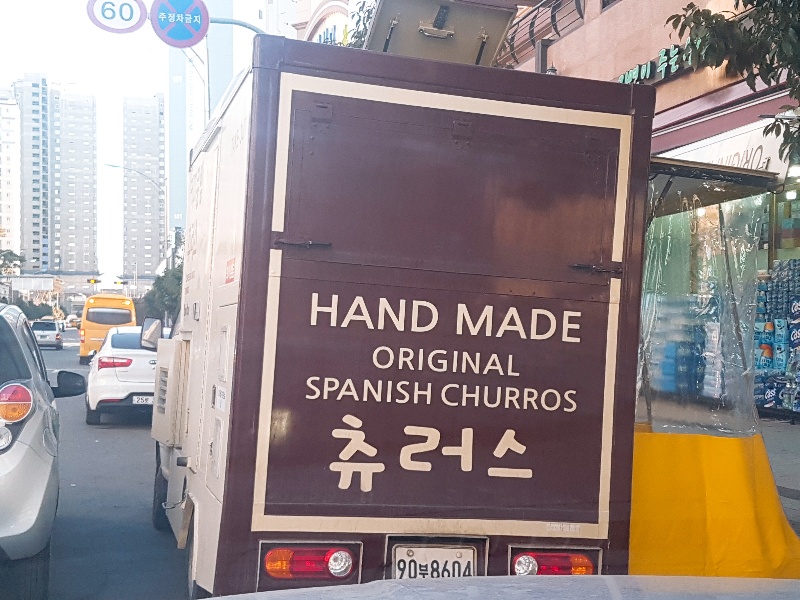 60
주정차금지
HAND MADE
ORIGINAL
SPANISH CHURROS
츄러스
90부8604